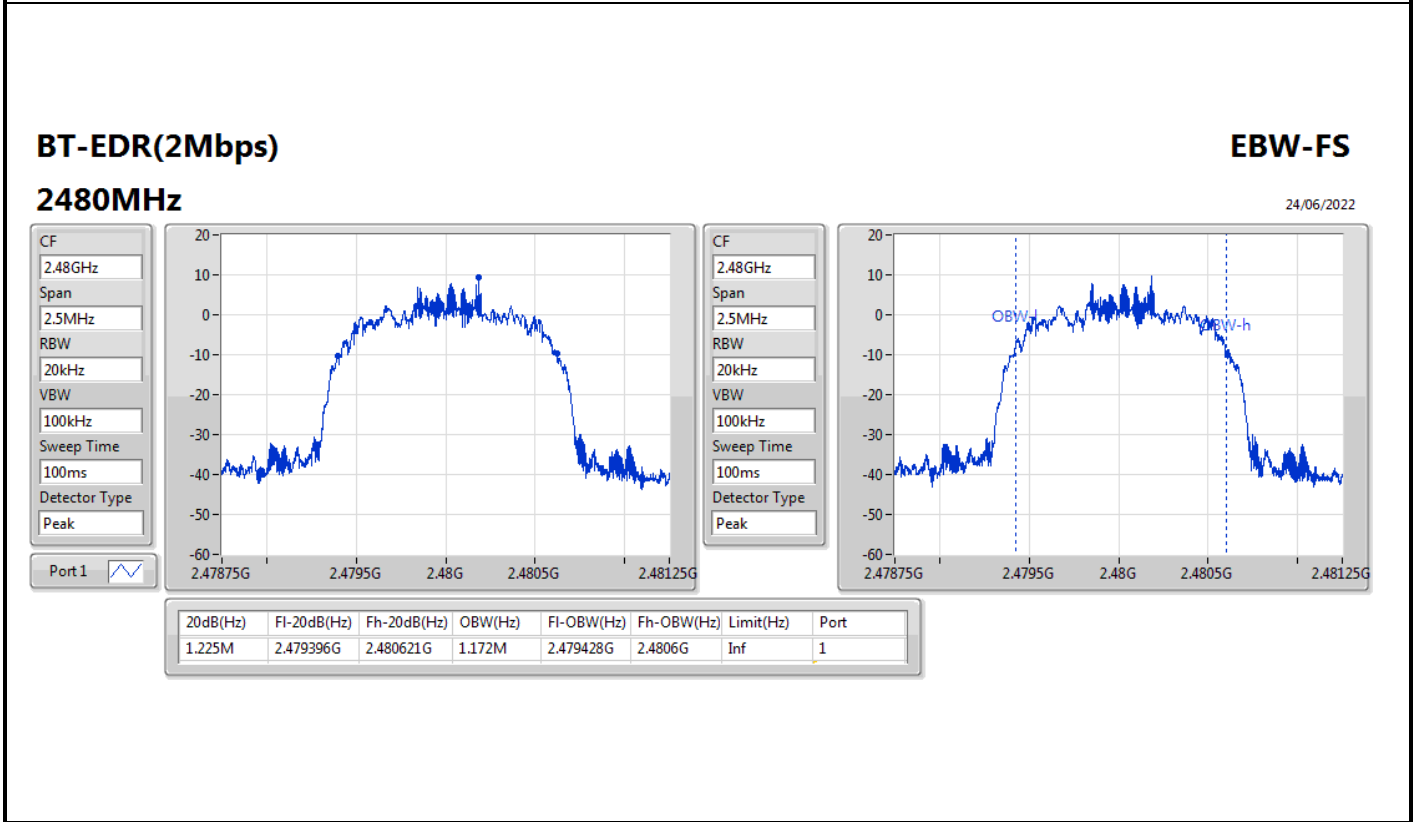 BT-EDR(2Mbps)
EBW-FS
2480MHz
24/06/2022
CF
2.48GHz
Span
2.5MHz
RBW
20kHz
VBW
100kHz
Sweep Time
100ms
Detector Type
Peak
Port 1
20
10
0
-10
-20
-30
-40
-50
-60
2.47875G 2.4795G 2.48G 2.4805G 2.48125G
CF
2.48GHz
Span
2.5MHz
RBW
20kHz
VBW
100kHz
Sweep Time
100ms
Detector Type
Peak
20
10
0
-10
-20
-30
-40
-50
-60
OBW-l
OBW-h
2.47875G 2.4795G 2.48G 2.4805G 2.48125G
20dB(Hz) Fl-20dB(Hz) Fh-20dB(Hz) OBW(Hz) Fl-OBW(Hz) Fh-OBW(Hz) Limit(Hz) Port
1.225M 2.479396G 2.480621G 1.172M 2.479428G 2.4806G Inf 1